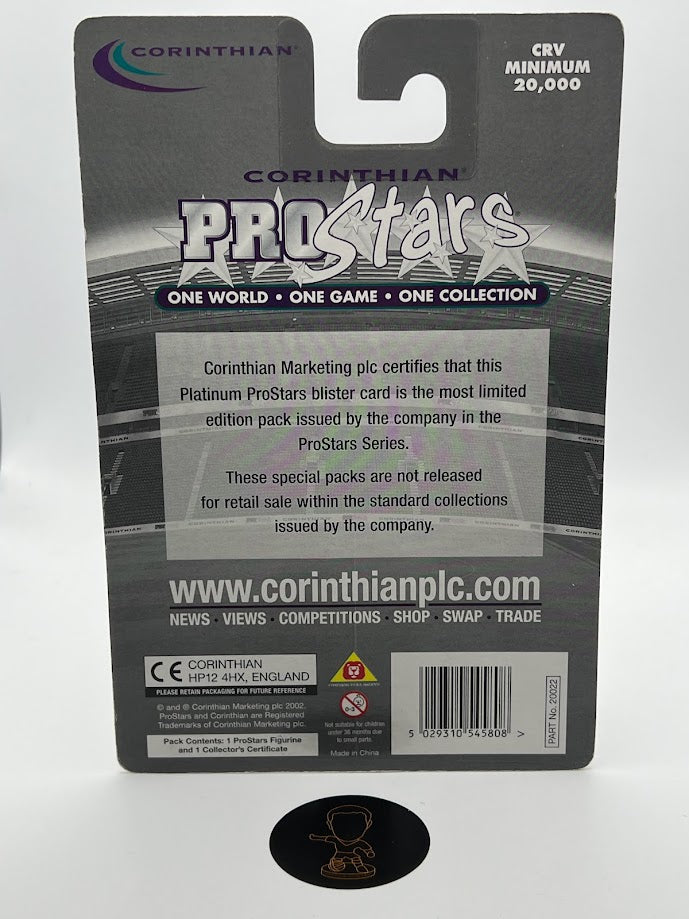 CORINTHIAN®
CRV
MINIMUM
20,000
CORINTHIAN®
PROStars
ONE WORLD • ONE GAME • ONE COLLECTION
Corinthian Marketing plc certifies that this
Platinum ProStars blister card is the most limited
edition pack issued by the company in the
ProStars Series.
These special packs are not released
for retail sale within the standard collections
issued by the company.
www.corinthianplc.com
NEWS • VIEWS • COMPETITIONS • SHOP • SWAP • TRADE
CE CORINTHIAN
HP12 4HX, ENGLAND
PLEASE RETAIN PACKAGING FOR FUTURE REFERENCE
© and ® Corinthian Marketing plc 2002.
ProStars and Corinthian are Registered
Trademarks of Corinthian Marketing plc.
Pack Contents: 1 ProStars Figurine
and 1 Collector's Certificate
0-3
Not suitable for children
under 36 months due
to small parts.
Made in China
5 029310 545808 >
PART No. 20022